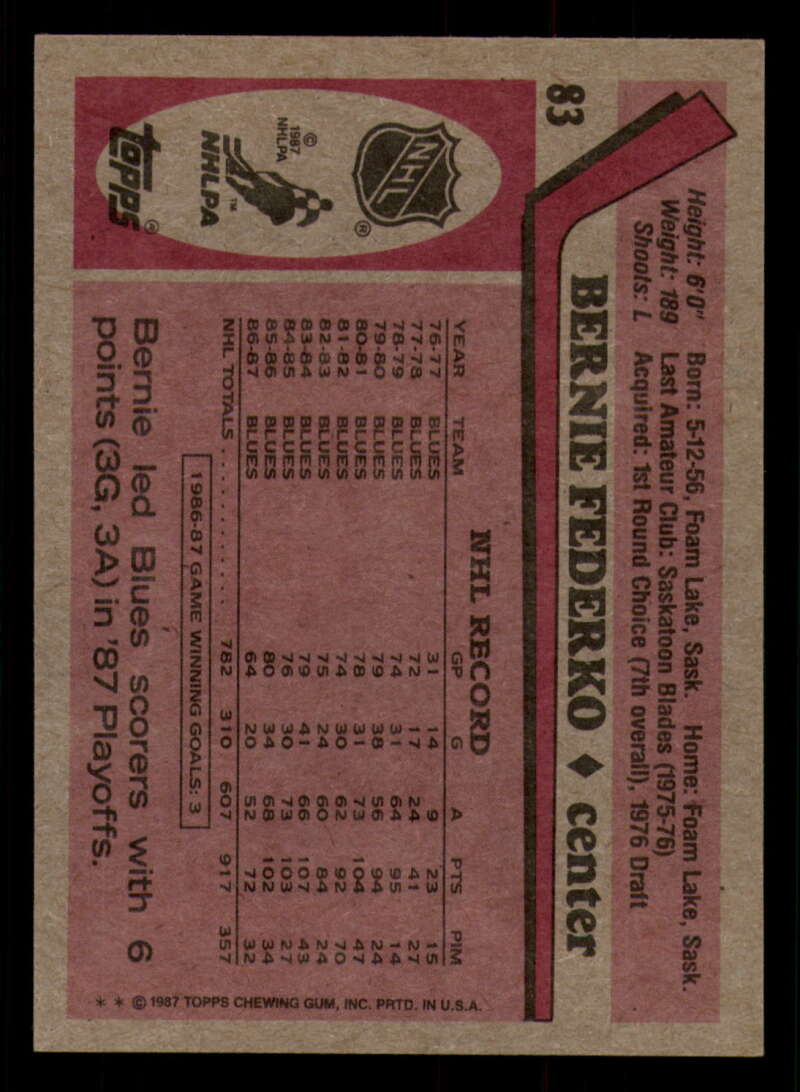 83
Height: 6'0" Born: 5-12-56, Foam Lake, Sask. Home: Foam Lake, Sask.
Weight: 189 Last Amateur Club: Saskatoon Blades (1975-76)
Shoots: L Acquired: 1st Round Choice (7th overall), 1976 Draft
BERNIE FEDERKO ♦ center
NHL ®
© 1987 NHLPA
™
NHLPA
TOPPS ®
NHL RECORD
YEAR TEAM GP G A PTS PIM
76-77 BLUES 31 14 9 23 15
77-78 BLUES 72 17 24 41 27
78-79 BLUES 74 31 64 95 14
79-80 BLUES 79 38 56 94 24
80-81 BLUES 78 31 73 104 47
81-82 BLUES 74 30 62 92 70
82-83 BLUES 75 24 60 84 24
83-84 BLUES 79 41 66 107 43
84-85 BLUES 76 30 73 103 27
85-86 BLUES 80 34 68 102 34
86-87 BLUES 64 20 52 72 32
NHL TOTALS . . . . . . . . . . . . 782 310 607 917 357
1986-87 GAME WINNING GOALS: 3
Bernie led Blues scorers with 6
points (3G, 3A) in '87 Playoffs.
* * © 1987 TOPPS CHEWING GUM, INC. PRTD. IN U.S.A.